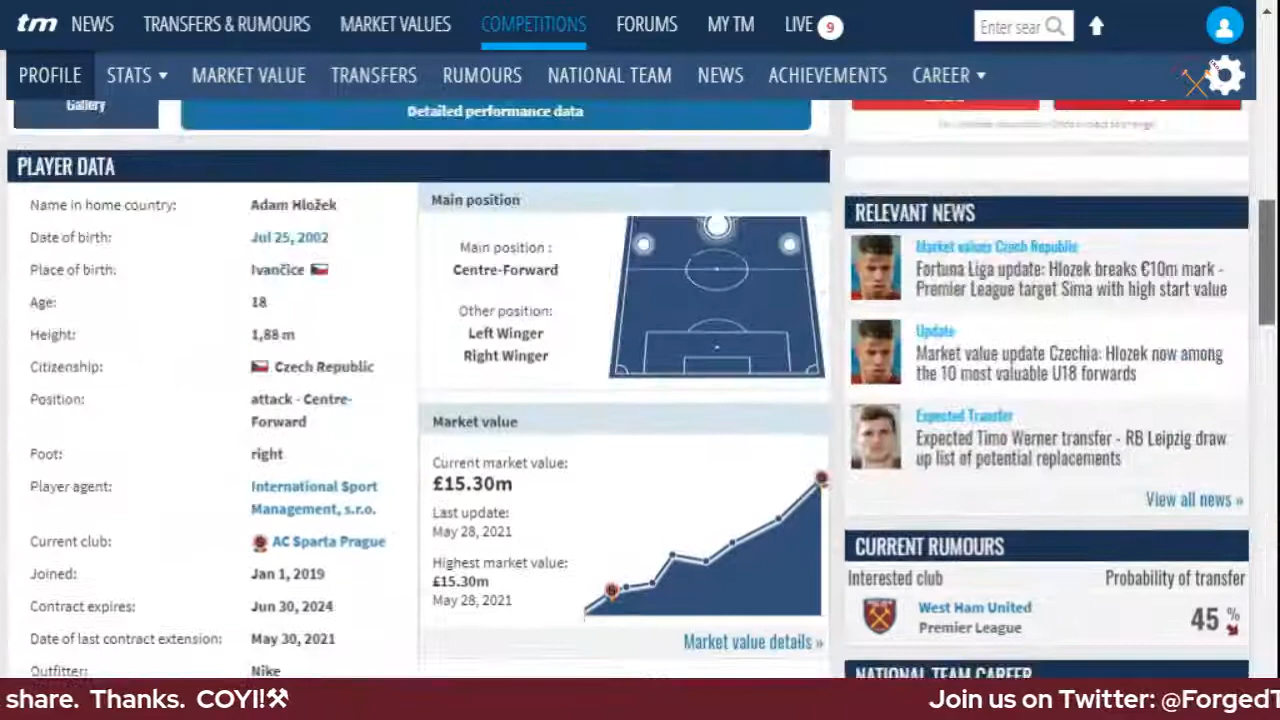 tm NEWS TRANSFERS & RUMOURS MARKET VALUES COMPETITIONS FORUMS MY TM LIVE 9 Enter sear
PROFILE STATS MARKET VALUE TRANSFERS RUMOURS NATIONAL TEAM NEWS ACHIEVEMENTS CAREER
Gallery
Detailed performance data
PLAYER DATA
Name in home country: Adam Hložek
Date of birth: Jul 25, 2002
Place of birth: Ivančice
Age: 18
Height: 1,88 m
Citizenship: Czech Republic
Position: attack - Centre-
Forward
Foot: right
Player agent: International Sport
Management, s.r.o.
Current club: AC Sparta Prague
Joined: Jan 1, 2019
Contract expires: Jun 30, 2024
Date of last contract extension: May 30, 2021
Outfitter: Nike
Main position
Main position :
Centre-Forward
Other position:
Left Winger
Right Winger
Market value
Current market value:
£15.30m
Last update:
May 28, 2021
Highest market value:
£15.30m
May 28, 2021
Market value details »
RELEVANT NEWS
Market values Czech Republic
Fortuna Liga update: Hlozek breaks €10m mark -
Premier League target Sima with high start value
Update
Market value update Czechia: Hlozek now among
the 10 most valuable U18 forwards
Expected Transfer
Expected Timo Werner transfer - RB Leipzig draw
up list of potential replacements
View all news »
CURRENT RUMOURS
Interested club Probability of transfer
West Ham United
Premier League
45 %
NATIONAL TEAM CAREER
share. Thanks. COYI!⚒ Join us on Twitter: @ForgedT